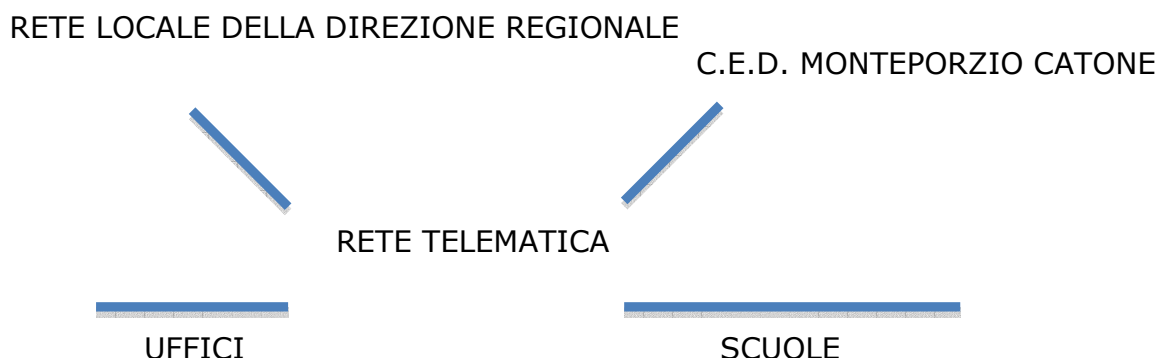 RETE LOCALE DELLA DIREZIONE REGIONALE
C.E.D. MONTEPORZIO CATONE
RETE TELEMATICA
UFFICI
SCUOLE